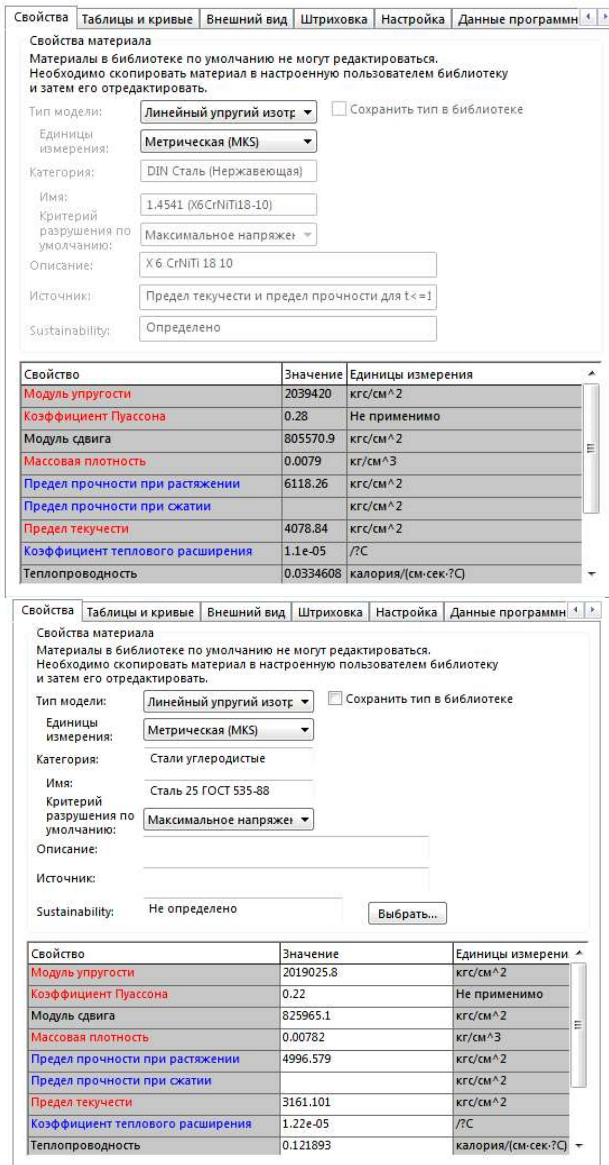 Свойства Таблицы и кривые Внешний вид Штриховка Настройка Данные программн
Свойства материала
Материалы в библиотеке по умолчанию не могут редактироваться.
Необходимо скопировать материал в настроенную пользователем библиотеку
и затем его отредактировать.
Тип модели: Линейный упругий изотр Сохранить тип в библиотеке
Единицы измерения: Метрическая (MKS)
Категория: DIN Сталь (Нержавеющая)
Имя: 1.4541 (X6CrNiTi18-10)
Критерий разрушения по умолчанию: Максимальное напряжен
Описание: X 6 CrNiTi 18 10
Источник: Предел текучести и предел прочности для t<=1
Sustainability: Определено
Свойство Значение Единицы измерения
Модуль упругости 2039420 кгс/см^2
Коэффициент Пуассона 0.28 Не применимо
Модуль сдвига 805570.9 кгс/см^2
Массовая плотность 0.0079 кг/см^3
Предел прочности при растяжении 6118.26 кгс/см^2
Предел прочности при сжатии кгс/см^2
Предел текучести 4078.84 кгс/см^2
Коэффициент теплового расширения 1.1e-05 /?C
Теплопроводность 0.0334608 калория/(см·сек·?C)
Свойства Таблицы и кривые Внешний вид Штриховка Настройка Данные программн
Свойства материала
Материалы в библиотеке по умолчанию не могут редактироваться.
Необходимо скопировать материал в настроенную пользователем библиотеку
и затем его отредактировать.
Тип модели: Линейный упругий изотр Сохранить тип в библиотеке
Единицы измерения: Метрическая (MKS)
Категория: Стали углеродистые
Имя: Сталь 25 ГОСТ 535-88
Критерий разрушения по умолчанию: Максимальное напряжен
Описание:
Источник:
Sustainability: Не определено Выбрать...
Свойство Значение Единицы измерени
Модуль упругости 2019025.8 кгс/см^2
Коэффициент Пуассона 0.22 Не применимо
Модуль сдвига 825965.1 кгс/см^2
Массовая плотность 0.00782 кг/см^3
Предел прочности при растяжении 4996.579 кгс/см^2
Предел прочности при сжатии кгс/см^2
Предел текучести 3161.101 кгс/см^2
Коэффициент теплового расширения 1.22e-05 /?C
Теплопроводность 0.121893 калория/(см·сек·?C)